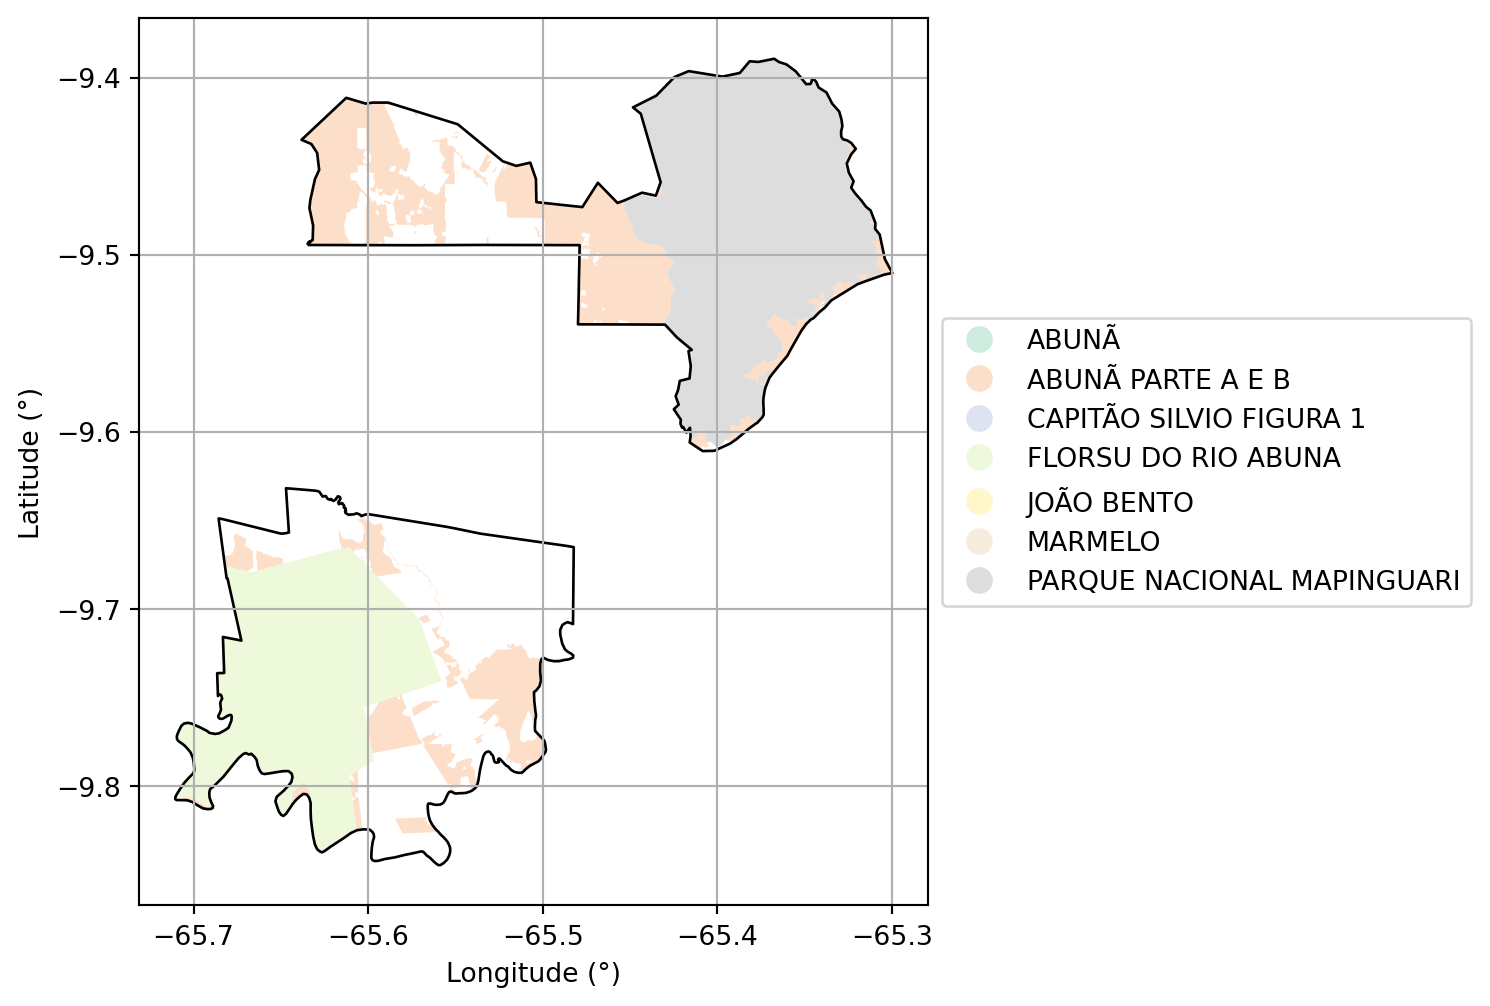 −9.4
−9.5
−9.6
−9.7
−9.8
Latitude (°)
−65.7
−65.6
−65.5
−65.4
−65.3
Longitude (°)
ABUNÃ
ABUNÃ PARTE A E B
CAPITÃO SILVIO FIGURA 1
FLORSU DO RIO ABUNA
JOÃO BENTO
MARMELO
PARQUE NACIONAL MAPINGUARI